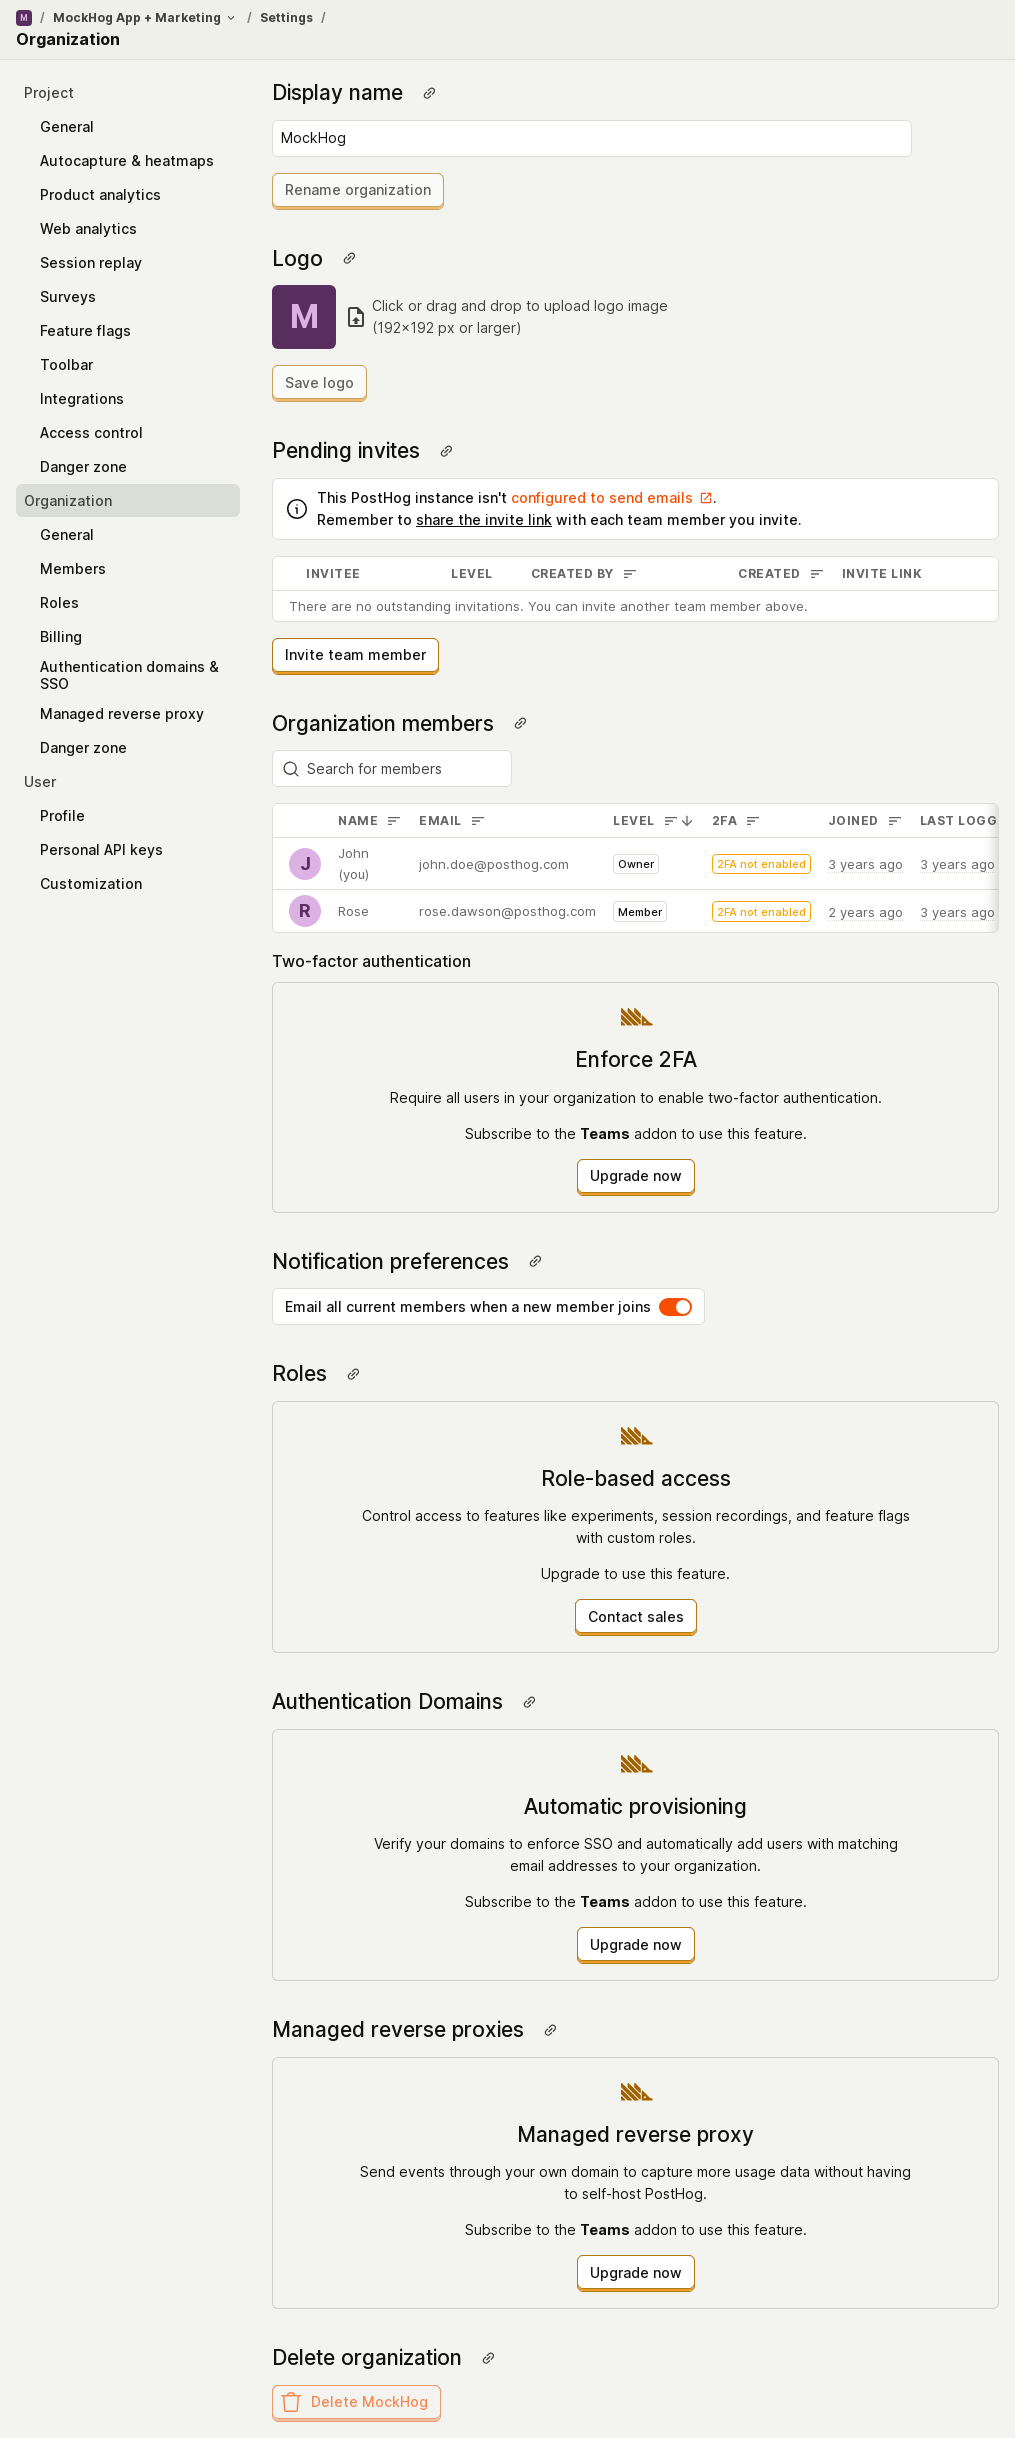 M / MockHog App + Marketing / Settings /
Organization
Project
General
Autocapture & heatmaps
Product analytics
Web analytics
Session replay
Surveys
Feature flags
Toolbar
Integrations
Access control
Danger zone
Organization
General
Members
Roles
Billing
Authentication domains &
SSO
Managed reverse proxy
Danger zone
User
Profile
Personal API keys
Customization
Display name
MockHog
Rename organization
Logo
M
Click or drag and drop to upload logo image
(192×192 px or larger)
Save logo
Pending invites
This PostHog instance isn't configured to send emails.
Remember to share the invite link with each team member you invite.
INVITEE LEVEL CREATED BY CREATED INVITE LINK
There are no outstanding invitations. You can invite another team member above.
Invite team member
Organization members
Search for members
NAME EMAIL LEVEL 2FA JOINED LAST LOGG
J John
(you) john.doe@posthog.com Owner 2FA not enabled 3 years ago 3 years ago
R Rose rose.dawson@posthog.com Member 2FA not enabled 2 years ago 3 years ago
Two-factor authentication
Enforce 2FA
Require all users in your organization to enable two-factor authentication.
Subscribe to the Teams addon to use this feature.
Upgrade now
Notification preferences
Email all current members when a new member joins
Roles
Role-based access
Control access to features like experiments, session recordings, and feature flags
with custom roles.
Upgrade to use this feature.
Contact sales
Authentication Domains
Automatic provisioning
Verify your domains to enforce SSO and automatically add users with matching
email addresses to your organization.
Subscribe to the Teams addon to use this feature.
Upgrade now
Managed reverse proxies
Managed reverse proxy
Send events through your own domain to capture more usage data without having
to self-host PostHog.
Subscribe to the Teams addon to use this feature.
Upgrade now
Delete organization
Delete MockHog